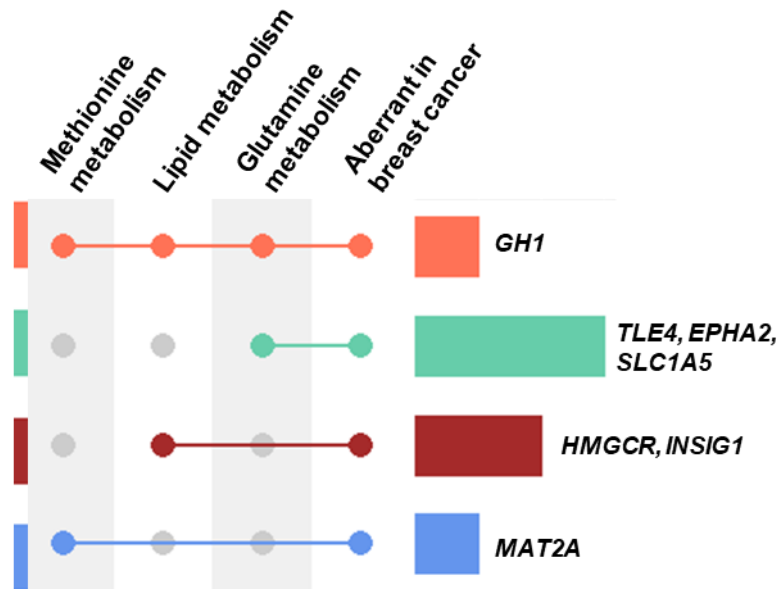 Methionine
metabolism
Lipid metabolism
Glutamine
metabolism
Aberrant in
breast cancer
GH1
TLE4, EPHA2,
SLC1A5
HMGCR, INSIG1
MAT2A